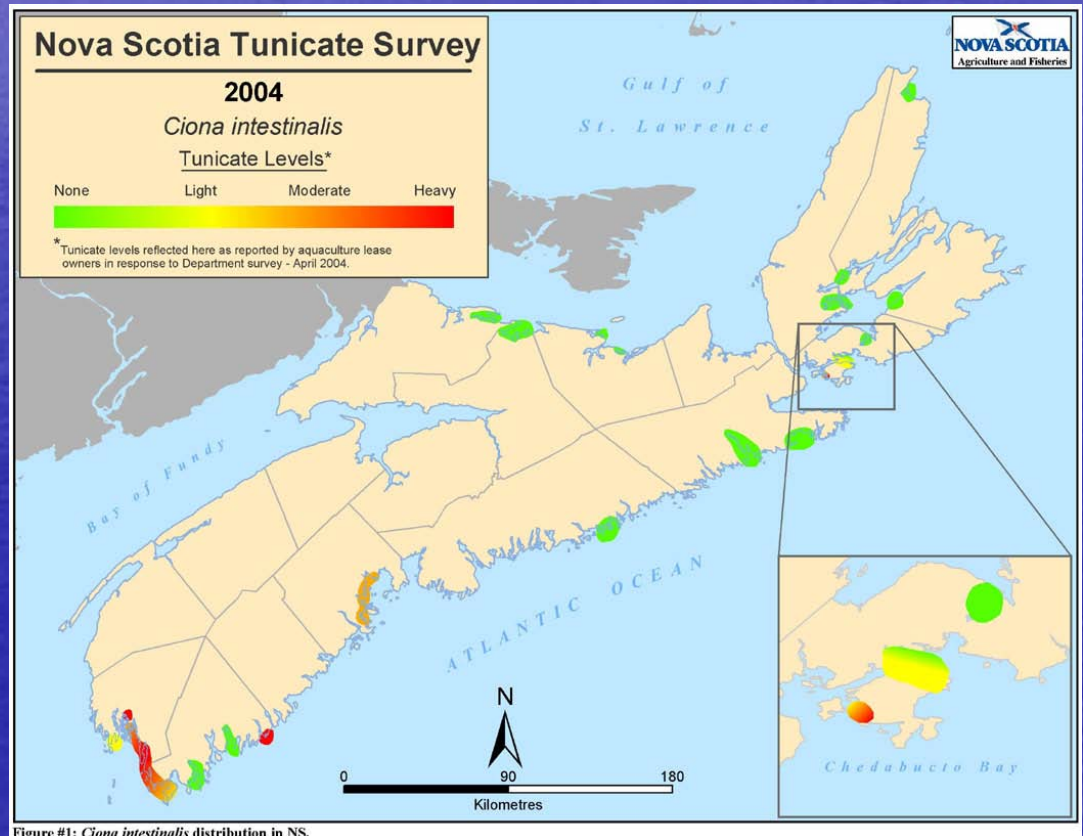 Nova Scotia Tunicate Survey
2004
Ciona intestinalis
Tunicate Levels*
None Light Moderate Heavy
*Tunicate levels reflected here as reported by aquaculture lease
owners in response to Department survey - April 2004.
NOVA SCOTIA
Agriculture and Fisheries
Gulf of
St. Lawrence
Bay of Fundy
ATLANTIC OCEAN
N
0 90 180
Kilometres
Chedabucto Bay
Figure #1: Ciona intestinalis distribution in NS.